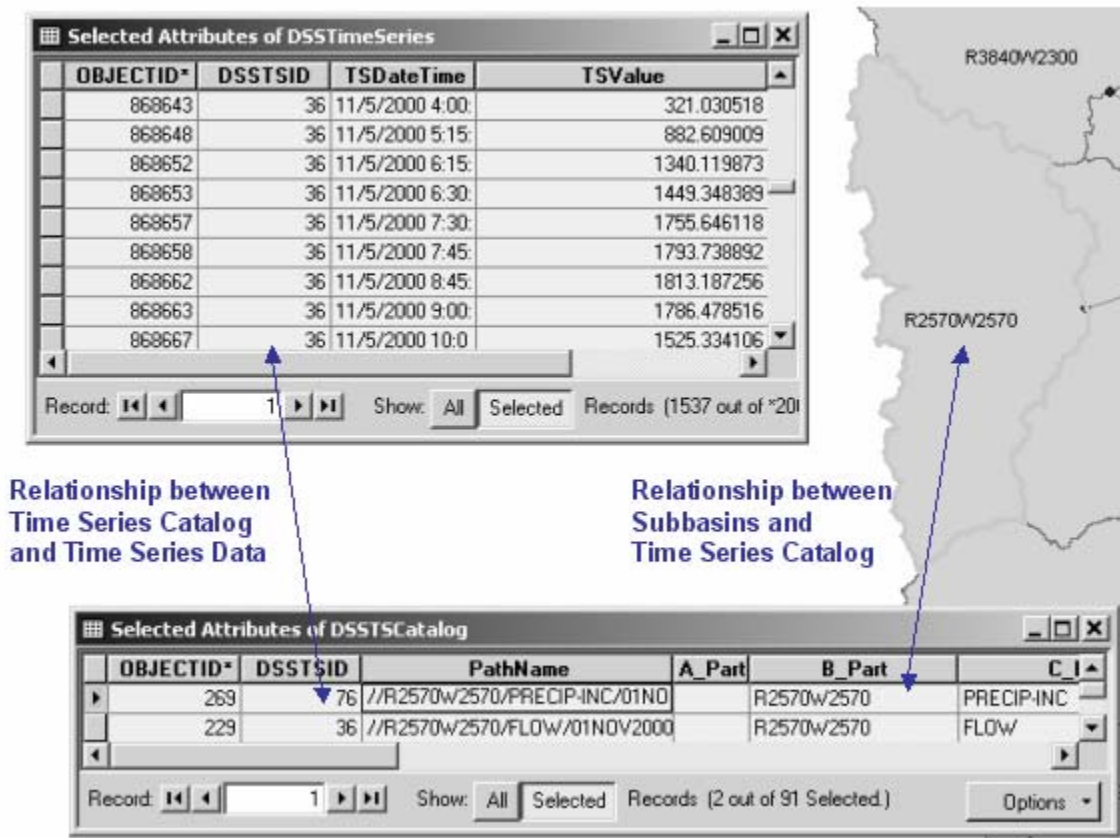 Selected Attributes of DSSTimeSeries
OBJECTID* DSSTSID TSDateTime TSValue
868643 36 11/5/2000 4:00: 321.030518
868648 36 11/5/2000 5:15: 882.609009
868652 36 11/5/2000 6:15: 1340.119873
868653 36 11/5/2000 6:30: 1449.348389
868657 36 11/5/2000 7:30: 1755.646118
868658 36 11/5/2000 7:45: 1793.738892
868662 36 11/5/2000 8:45: 1813.187256
868663 36 11/5/2000 9:00: 1786.478516
868667 36 11/5/2000 10:0 1525.334106
Record: 1 Show: All Selected Records (1537 out of *20
R3840W2300
R2570W2570
Relationship between
Time Series Catalog
and Time Series Data
Relationship between
Subbasins and
Time Series Catalog
Selected Attributes of DSSTSCatalog
OBJECTID* DSSTSID PathName A_Part B_Part C_
269 76 //R2570W2570/PRECIP-INC/01NO R2570W2570 PRECIP-INC
229 36 //R2570W2570/FLOW/01NOV2000 R2570W2570 FLOW
Record: 1 Show: All Selected Records (2 out of 91 Selected.) Options